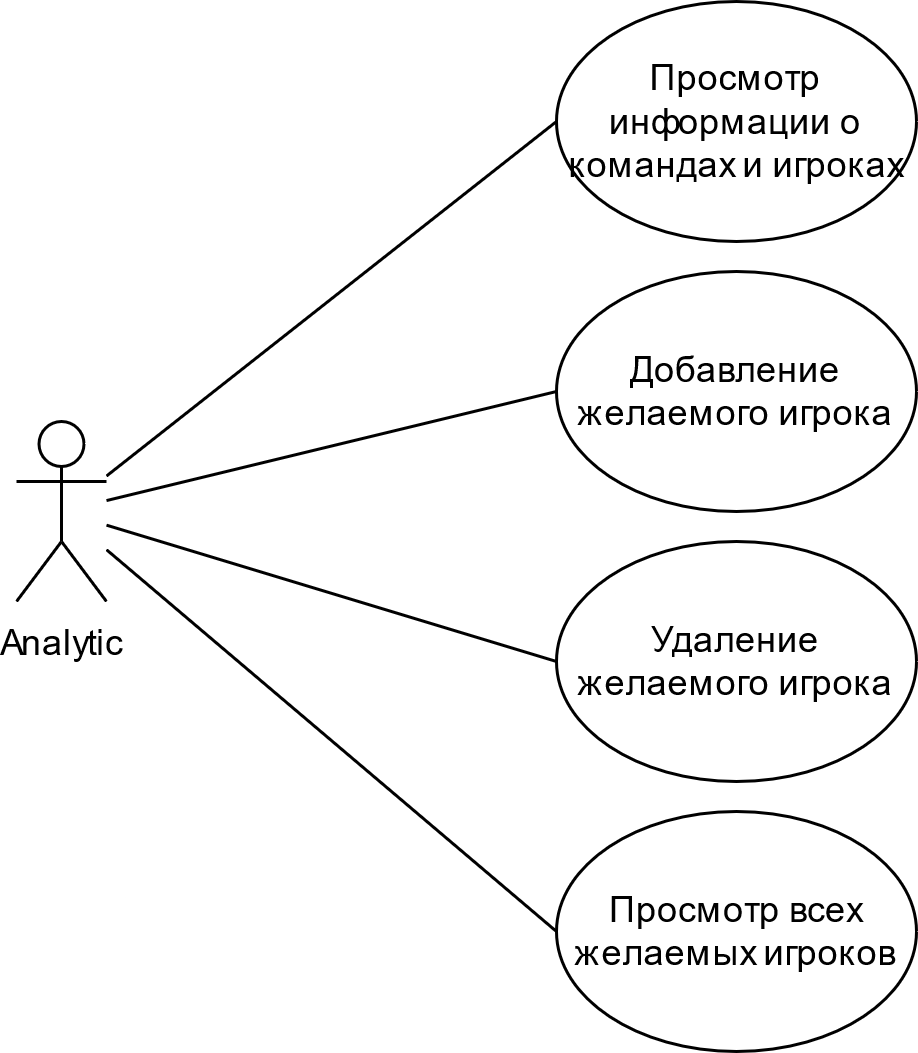 Просмотр
информации о
командах и игроках
Добавление
желаемого игрока
Analytic
Удаление
желаемого игрока
Просмотр всех
желаемых игроков